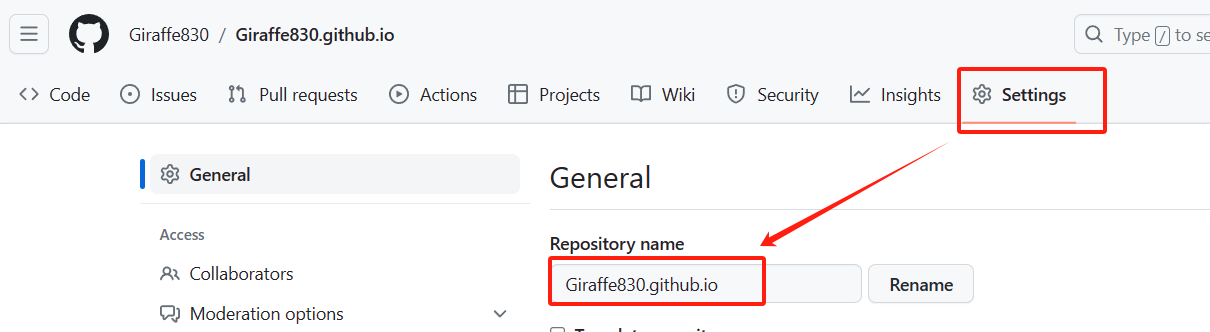 Giraffe830 / Giraffe830.github.io
Type / to se
Code Issues Pull requests Actions Projects Wiki Security Insights Settings
General
General
Access
Repository name
Collaborators
Giraffe830.github.io Rename
Moderation options